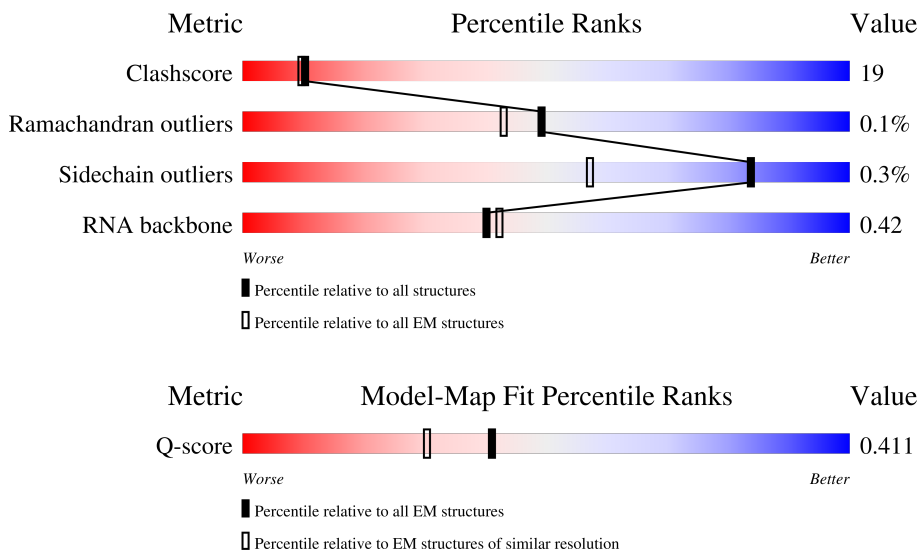 Metric Percentile Ranks Value
Clashscore 19
Ramachandran outliers 0.1%
Sidechain outliers 0.3%
RNA backbone 0.42
Worse Better
Percentile relative to all structures
Percentile relative to all EM structures
Metric Model-Map Fit Percentile Ranks Value
Q-score 0.411
Worse Better
Percentile relative to all EM structures
Percentile relative to EM structures of similar resolution